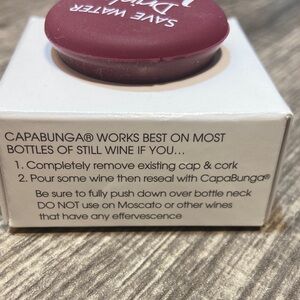 SAVE WATER
Drink
CAPABUNGA® WORKS BEST ON MOST
BOTTLES OF STILL WINE IF YOU...
1. Completely remove existing cap & cork
2. Pour some wine then reseal with CapaBunga®
Be sure to fully push down over bottle neck
DO NOT use on Moscato or other wines
that have any effervescence